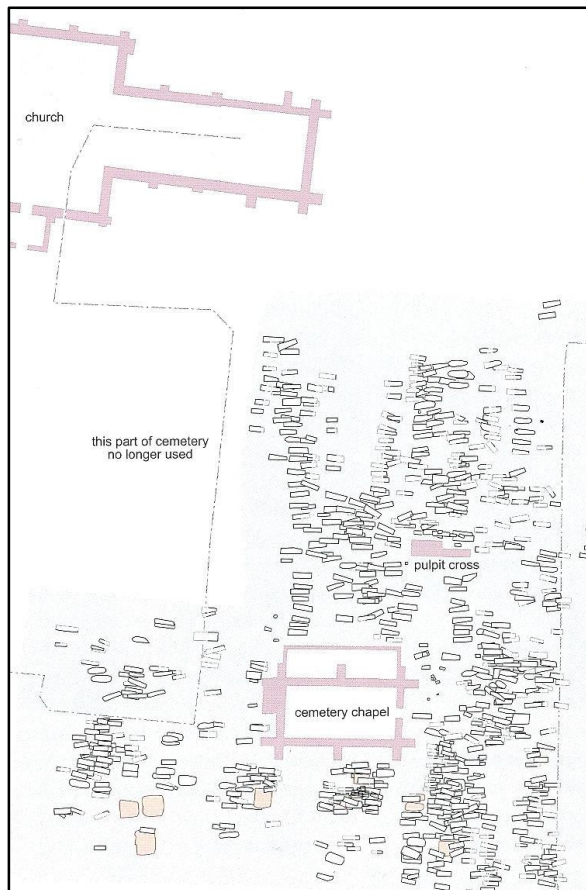 church
this part of cemetery
no longer used
pulpit cross
cemetery chapel